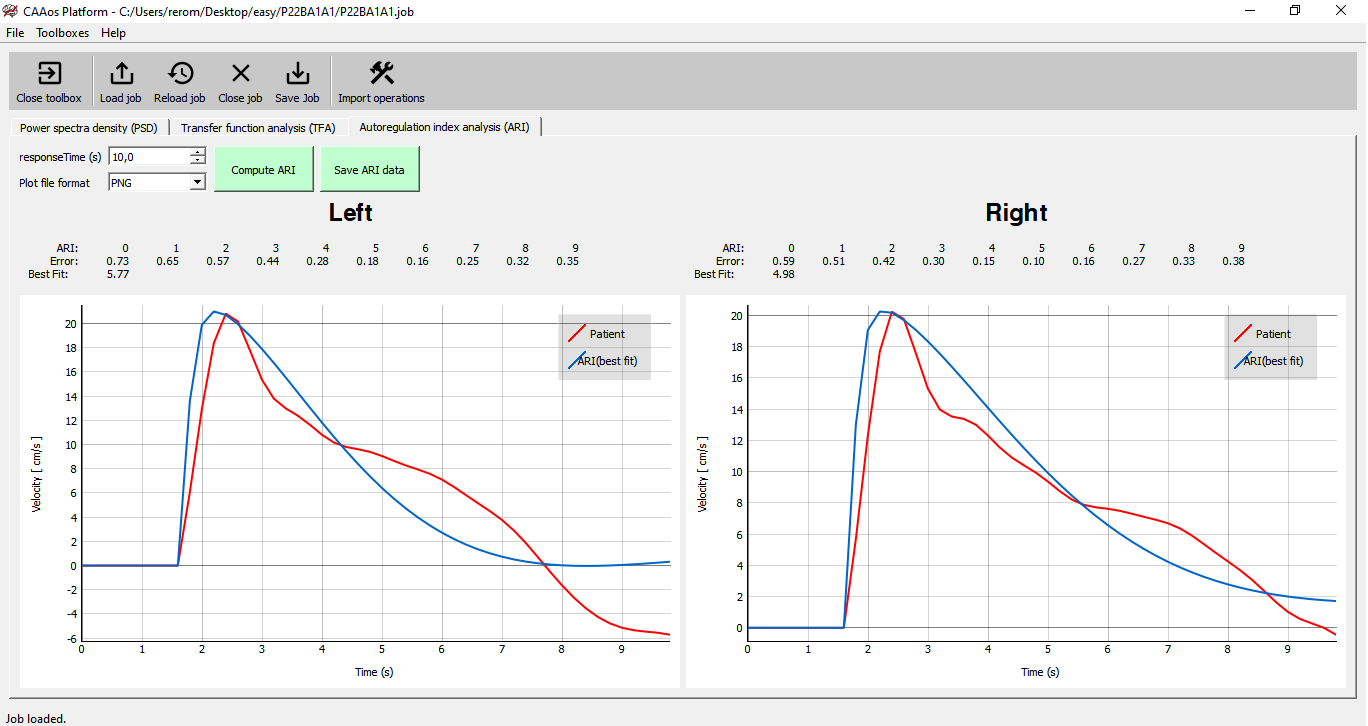 CAAos Platform - C:/Users/rerom/Desktop/easy/P22BA1A1/P22BA1A1.job
File Toolboxes Help
Close toolbox Load job Reload job Close job Save Job Import operations
Power spectra density (PSD) Transfer function analysis (TFA) Autoregulation index analysis (ARI)
responseTime (s) 10,0
Compute ARI Save ARI data
Plot file format PNG
Left
ARI: 0 1 2 3 4 5 6 7 8 9
Error: 0.73 0.65 0.57 0.44 0.28 0.18 0.16 0.25 0.32 0.35
Best Fit: 5.77
Velocity [ cm/s ]
20
18
16
14
12
10
8
6
4
2
0
-2
-4
-6
0 1 2 3 4 5 6 7 8 9
Time (s)
Patient
ARI(best fit)
Right
ARI: 0 1 2 3 4 5 6 7 8 9
Error: 0.59 0.51 0.42 0.30 0.15 0.10 0.16 0.27 0.33 0.38
Best Fit: 4.98
Velocity [ cm/s ]
20
18
16
14
12
10
8
6
4
2
0
0 1 2 3 4 5 6 7 8 9
Time (s)
Patient
ARI(best fit)
Job loaded.